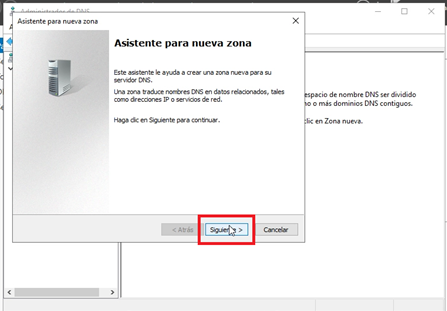 Administrador de DNS
Asistente para nueva zona
Asistente para nueva zona
Este asistente le ayuda a crear una zona nueva para su
servidor DNS.
Una zona traduce nombres DNS en datos relacionados, tales
como direcciones IP o servicios de red.
Haga clic en Siguiente para continuar.
espacio de nombre DNS ser dividido
o más dominios DNS contiguos.
clic en Zona nueva.
< Atrás
Siguiente >
Cancelar